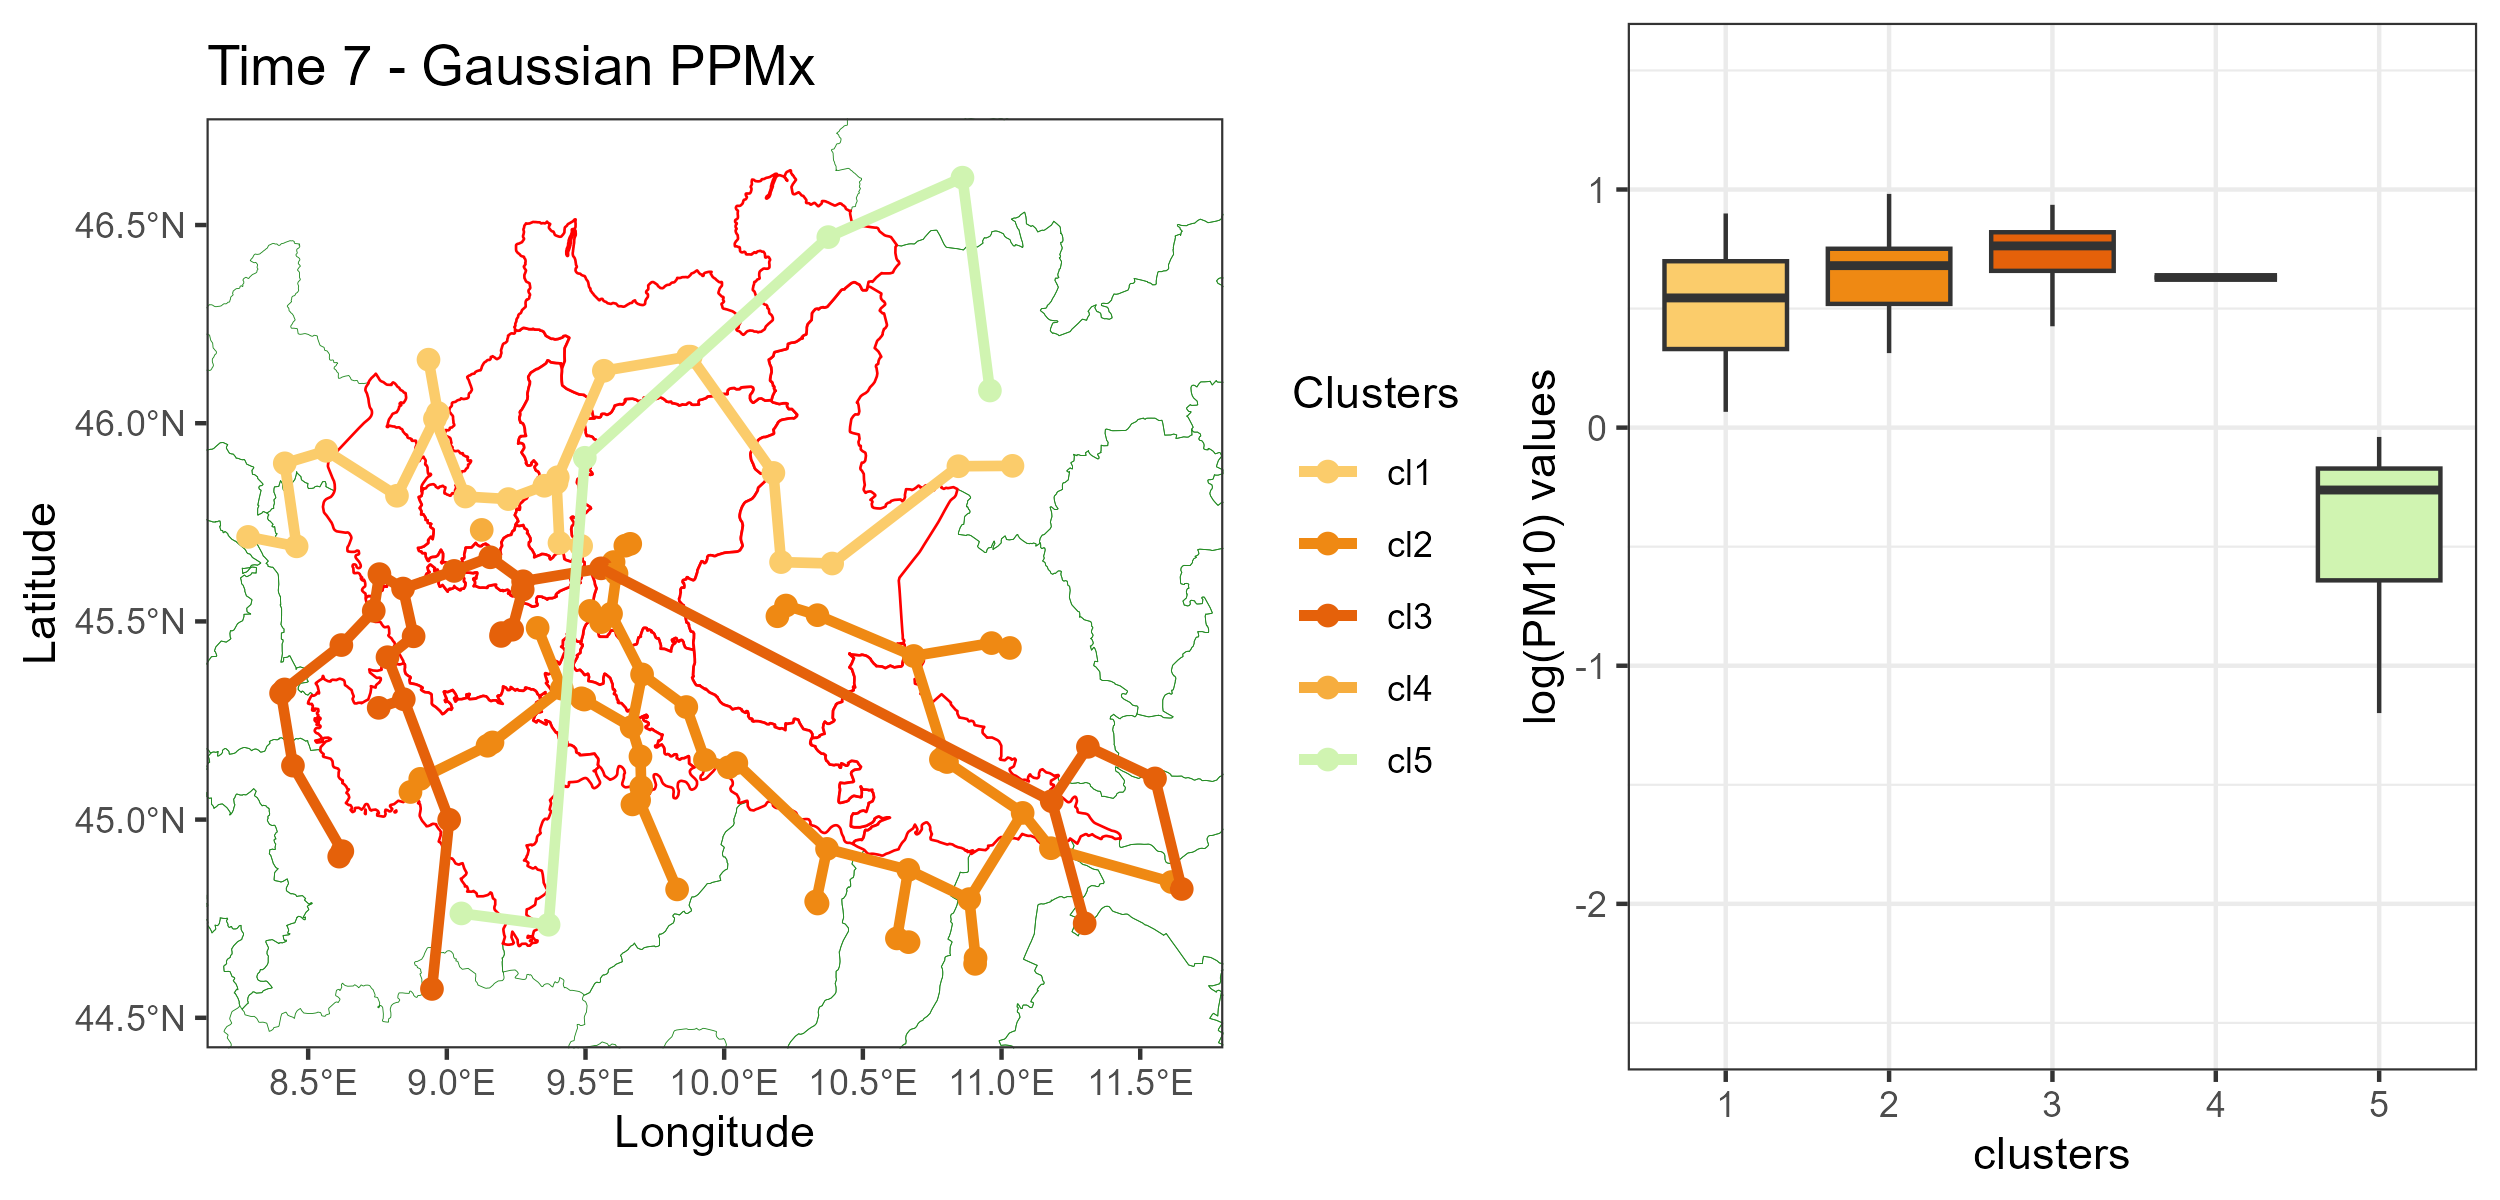 Time 7 - Gaussian PPMx
Latitude
46.5°N
46.0°N
45.5°N
45.0°N
44.5°N
8.5°E 9.0°E 9.5°E 10.0°E 10.5°E 11.0°E 11.5°E
Longitude
Clusters
cl1
cl2
cl3
cl4
cl5
log(PM10) values
1
0
-1
-2
1 2 3 4 5
clusters